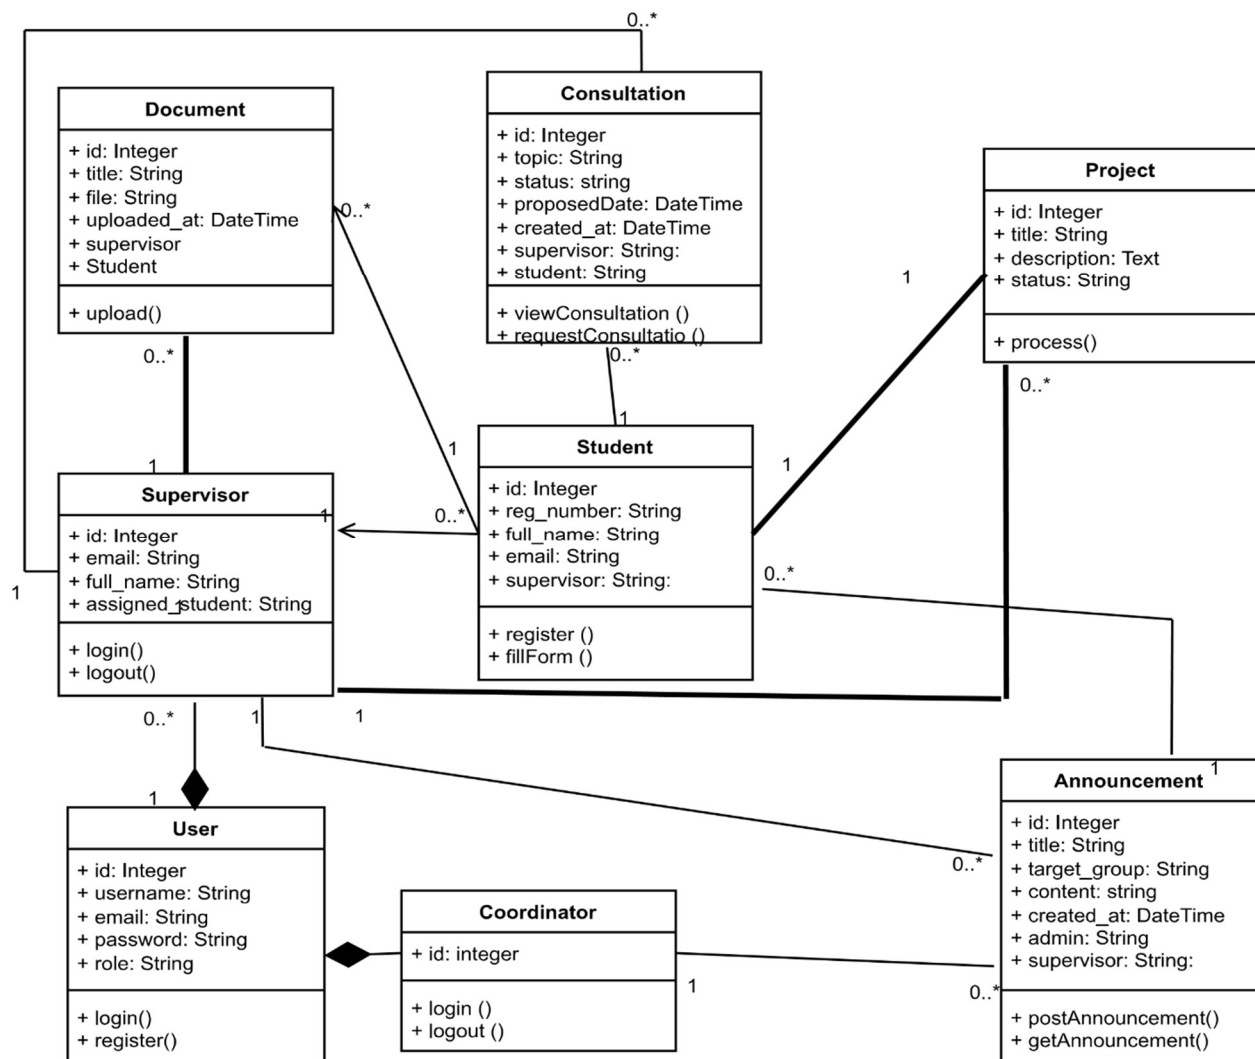 0..*
Document
+ id: Integer
+ title: String
+ file: String
+ uploaded_at: DateTime
+ supervisor
+ Student
+ upload()
Consultation
+ id: Integer
+ topic: String
+ status: string
+ proposedDate: DateTime
+ created_at: DateTime
+ supervisor: String:
+ student: String
+ viewConsultation ()
+ requestConsultatio ()
Project
+ id: Integer
+ title: String
+ description: Text
+ status: String
+ process()
0..*
1
0..*
0..*
0..*
1
1
1
1
Supervisor
+ id: Integer
+ email: String
+ full_name: String
+ assigned_student: String
+ login()
+ logout()
1
1
1
0..*
Student
+ id: Integer
+ reg_number: String
+ full_name: String
+ email: String
+ supervisor: String:
+ register ()
+ fillForm ()
0..*
0..*
1
1
1
User
+ id: Integer
+ username: String
+ email: String
+ password: String
+ role: String
+ login()
+ register()
Coordinator
+ id: integer
+ login ()
+ logout ()
1
0..*
0..*
1
Announcement
+ id: Integer
+ title: String
+ target_group: String
+ content: string
+ created_at: DateTime
+ admin: String
+ supervisor: String:
+ postAnnouncement()
+ getAnnouncement()